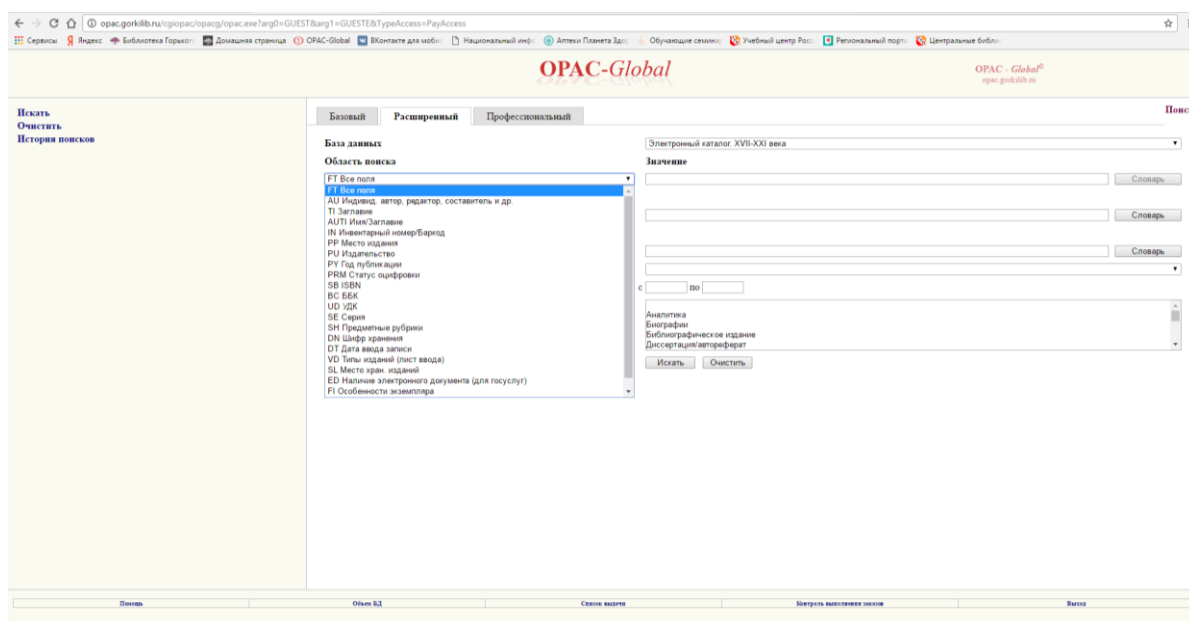 opac.gorkilib.ru/cgiopac/opacg/opac.exe?arg0=GUEST&arg1=GUESTE&TypeAccess=PayAccess
Сервисы Яндекс Библиотека Горьког Домашняя страница OPAC-Global ВКонтакте для моби Национальный инфо Аптеки Планета Здо Обучающие семина Учебный центр Росс Региональный порта Центральные библи
OPAC-Global
OPAC - Global®
opac.gorkilib.ru
Искать
Очистить
История поисков
Базовый Расширенный Профессиональный
База данных
Электронный каталог. XVII-XXI века
Область поиска
Значение
FT Все поля
Словарь
FT Все поля
AU Индивид. автор, редактор, составитель и др.
TI Заглавие
AUTI Имя/Заглавие
IN Инвентарный номер/Баркод
PP Место издания
PU Издательство
PY Год публикации
PRM Статус оцифровки
SB ISBN
BC ББК
UD УДК
SE Серия
SH Предметные рубрики
DN Шифр хранения
DT Дата ввода записи
VD Типы изданий (лист ввода)
SL Место хран. изданий
ED Наличие электронного документа (для госуслуг)
FI Особенности экземпляра
Словарь
Словарь
с по
Аналитика
Биографии
Библиографическое издание
Диссертация/автореферат
Искать Очистить
Помощь Объем БД Список выдачи Контроль выполнения заказов Выход